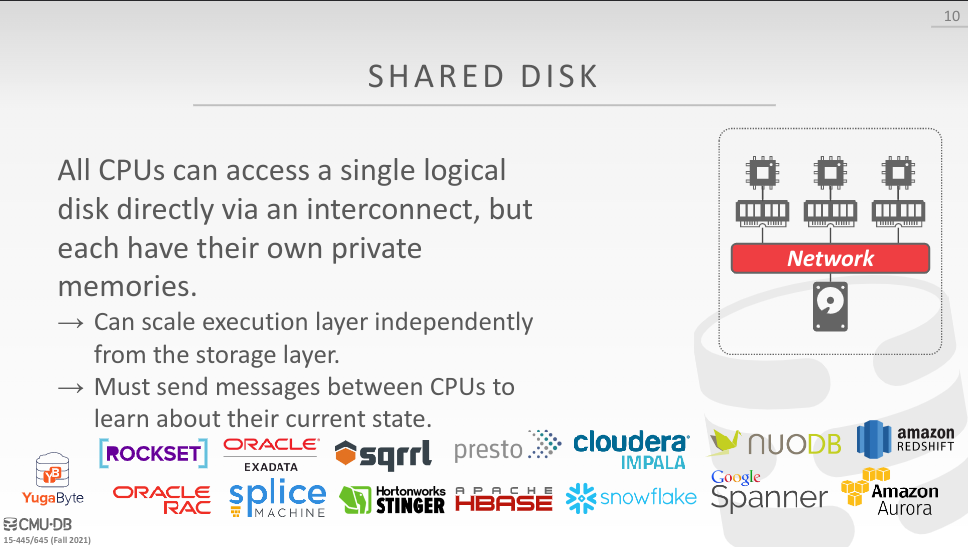 10
SHARED DISK
All CPUs can access a single logical
disk directly via an interconnect, but
each have their own private
memories.
→ Can scale execution layer independently
from the storage layer.
→ Must send messages between CPUs to
learn about their current state.
Network
YB
YugaByte
[ROCKSET]
ORACLE®
EXADATA
sqrrl
presto
cloudera®
IMPALA
NUODB
amazon
REDSHIFT
ORACLE
RAC
splice
MACHINE
Hortonworks
STINGER
APACHE
HBASE
snowflake
Google
Spanner
Amazon
Aurora
CMU·DB
15-445/645 (Fall 2021)